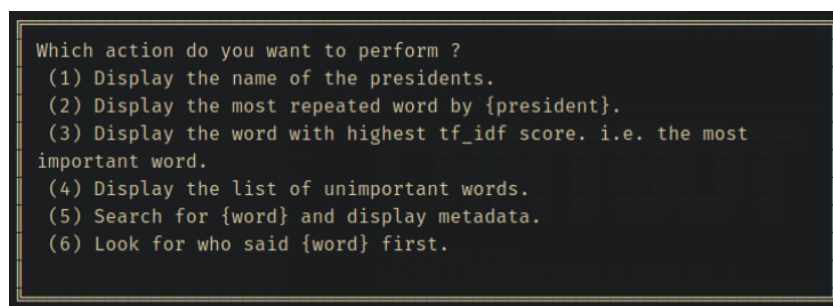 Which action do you want to perform ?
(1) Display the name of the presidents.
(2) Display the most repeated word by {president}.
(3) Display the word with highest tf_idf score. i.e. the most
important word.
(4) Display the list of unimportant words.
(5) Search for {word} and display metadata.
(6) Look for who said {word} first.